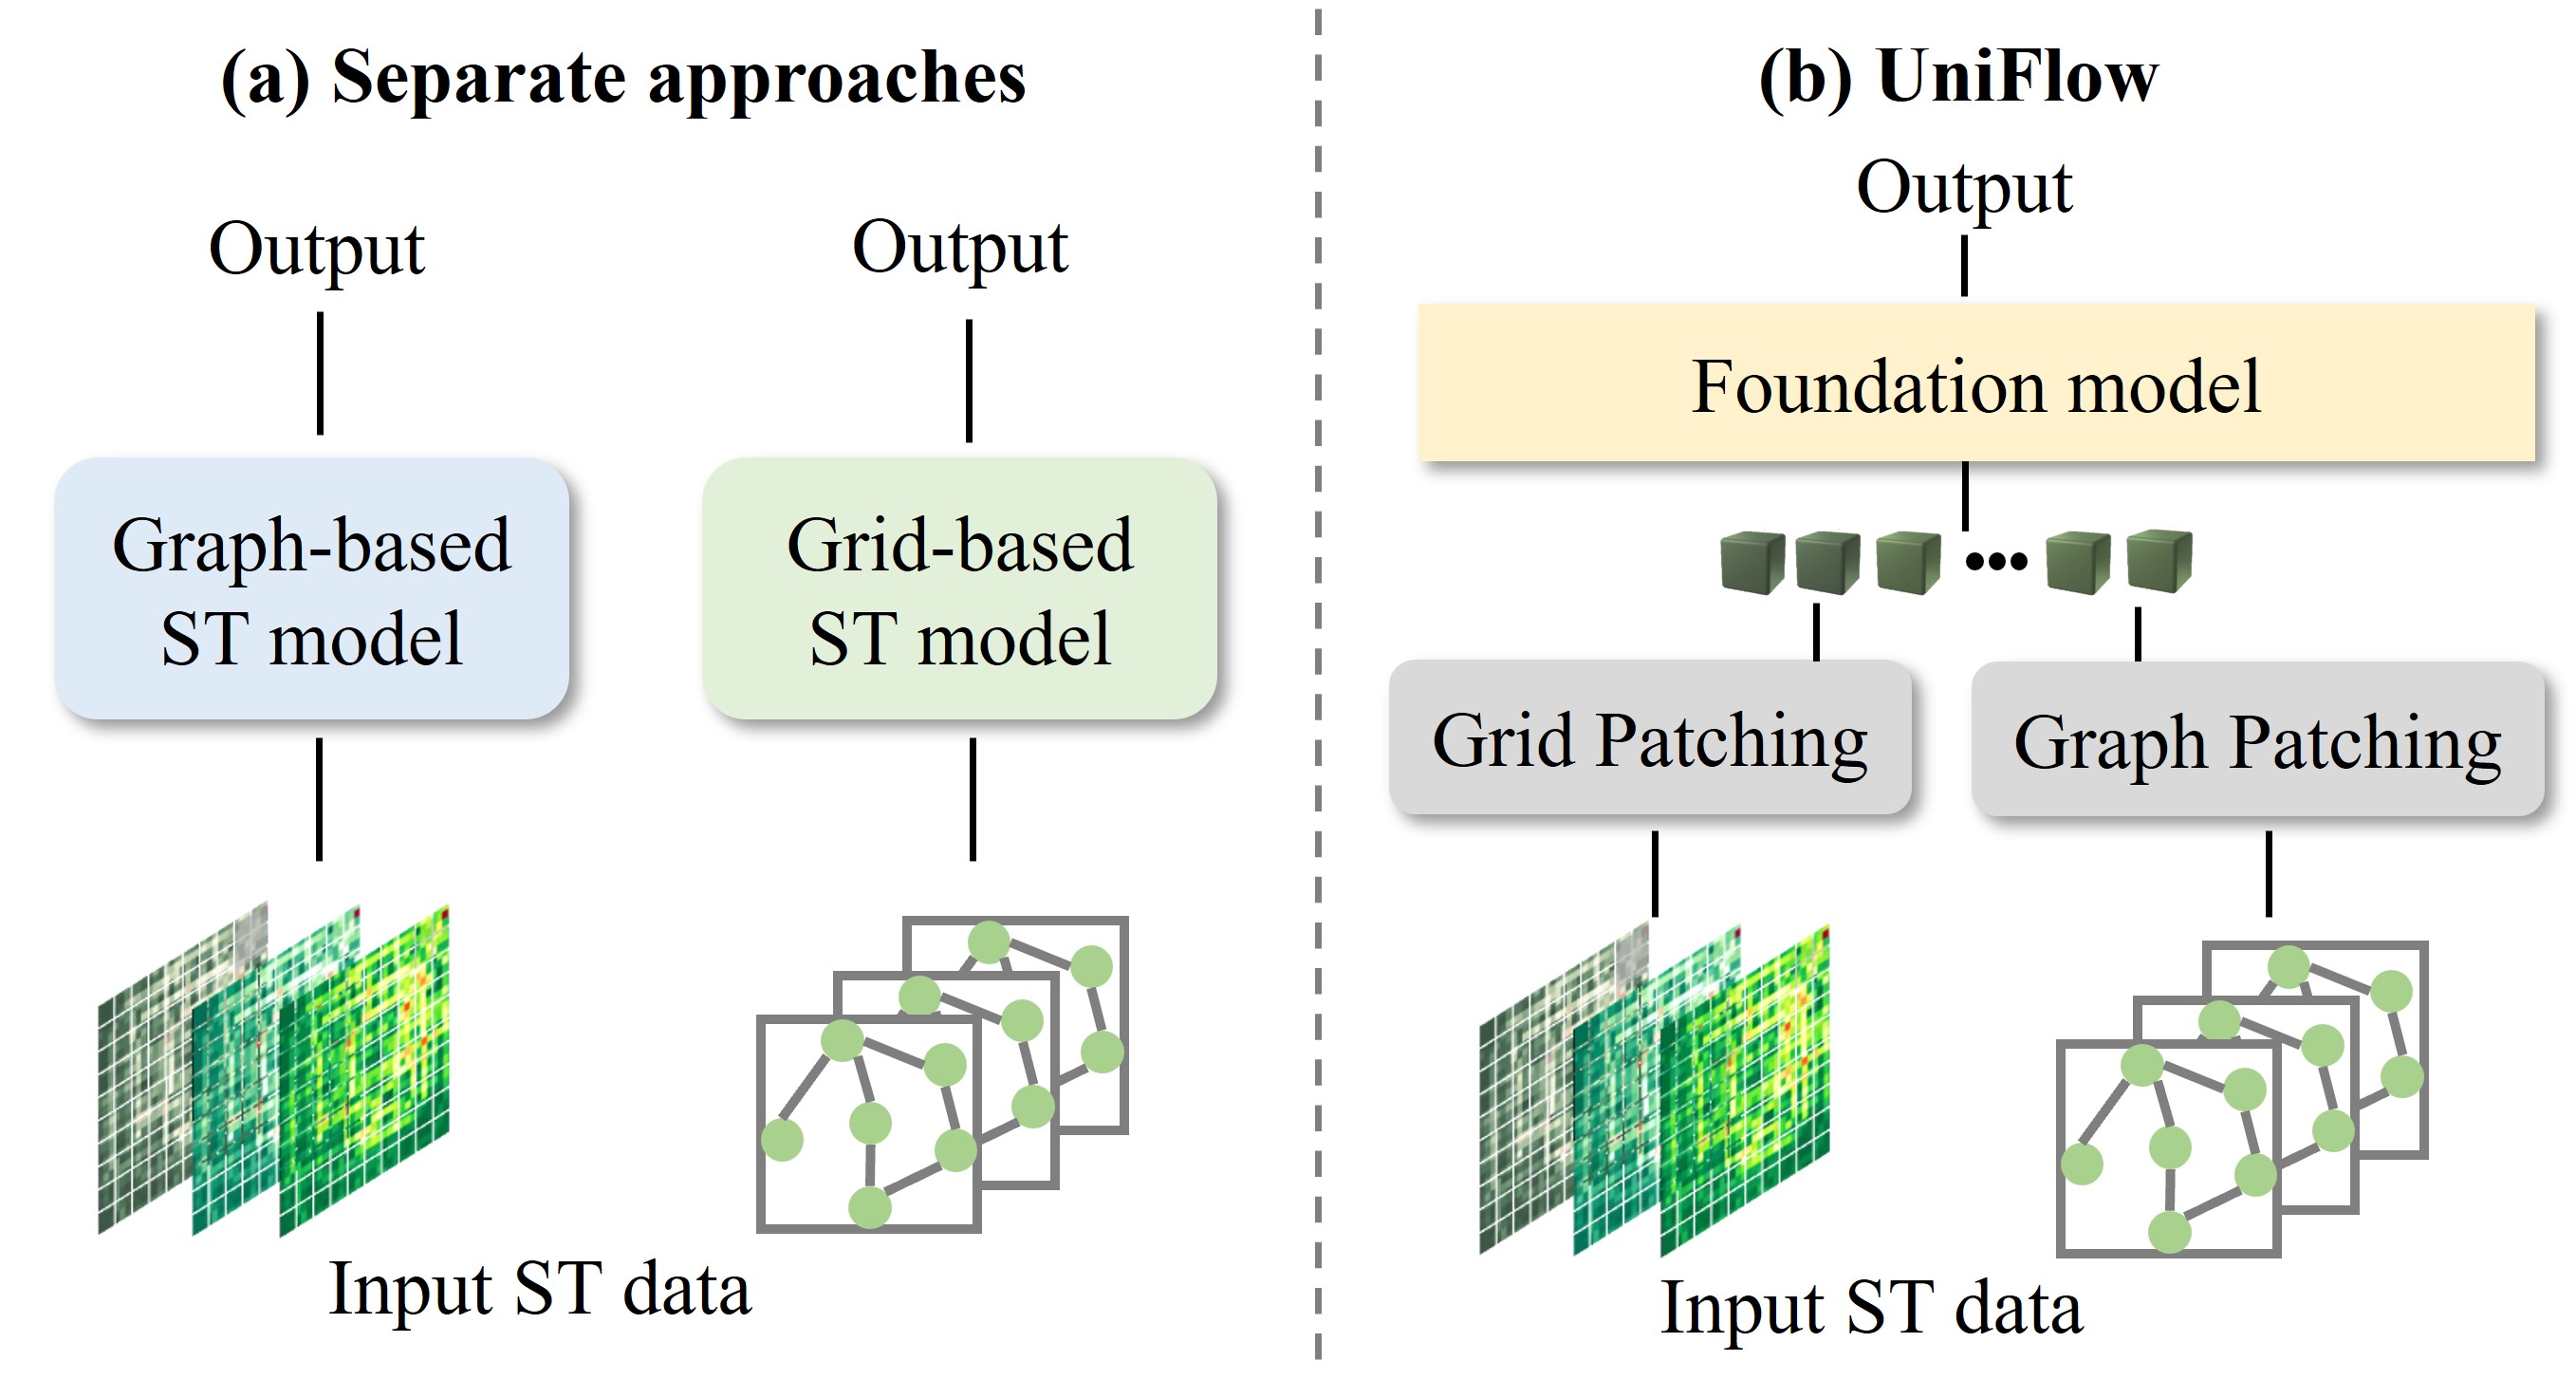 (a) Separate approaches
Output
Output
Graph-based
ST model
Grid-based
ST model
Input ST data
(b) UniFlow
Output
Foundation model
Grid Patching
Graph Patching
Input ST data